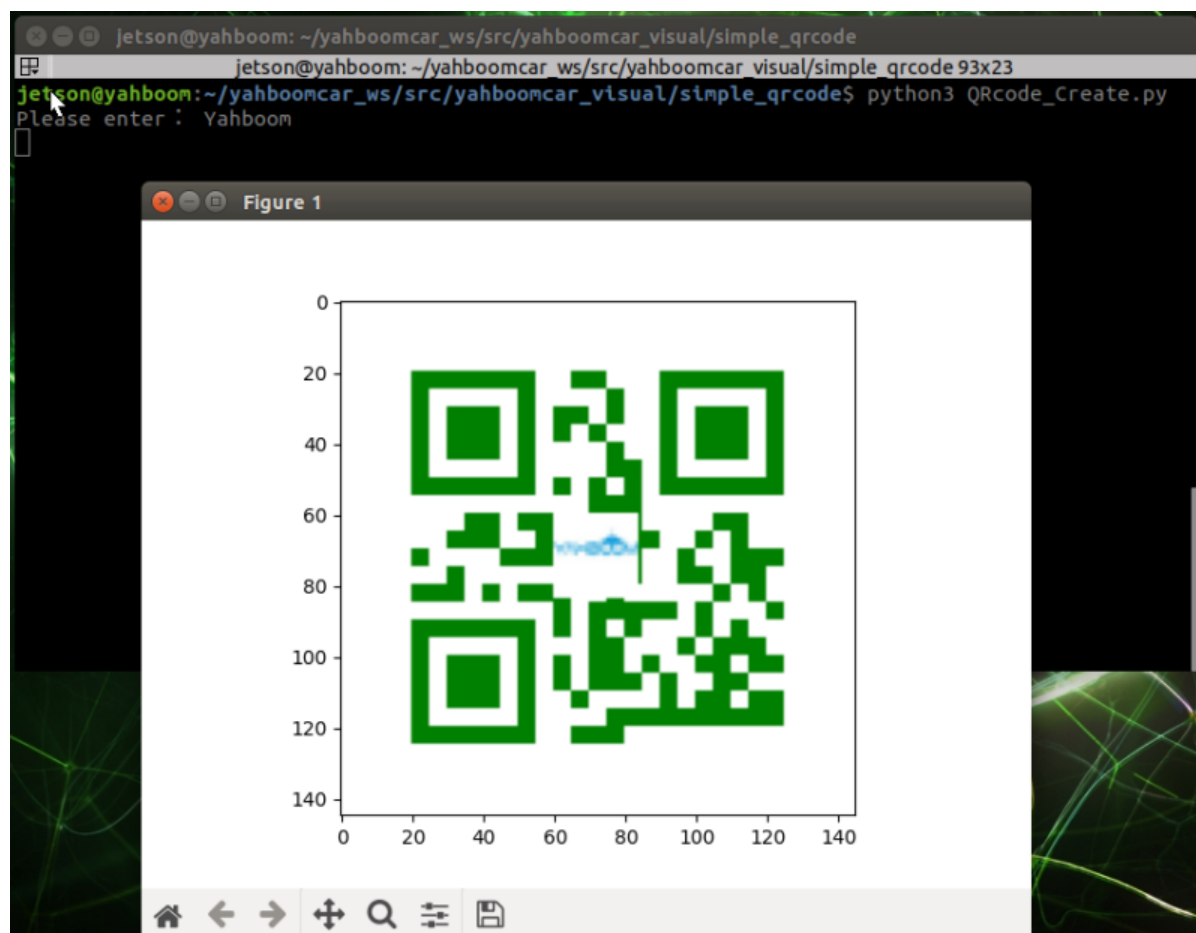 jetson@yahboom: ~/yahboomcar_ws/src/yahboomcar_visual/simple_qrcode
jetson@yahboom: ~/yahboomcar_ws/src/yahboomcar_visual/simple_qrcode 93x23
jetson@yahboom:~/yahboomcar_ws/src/yahboomcar_visual/simple_qrcode$ python3 QRcode_Create.py
Please enter： Yahboom
Figure 1
0
20
40
60
YAHBOOM
80
100
120
140
0 20 40 60 80 100 120 140